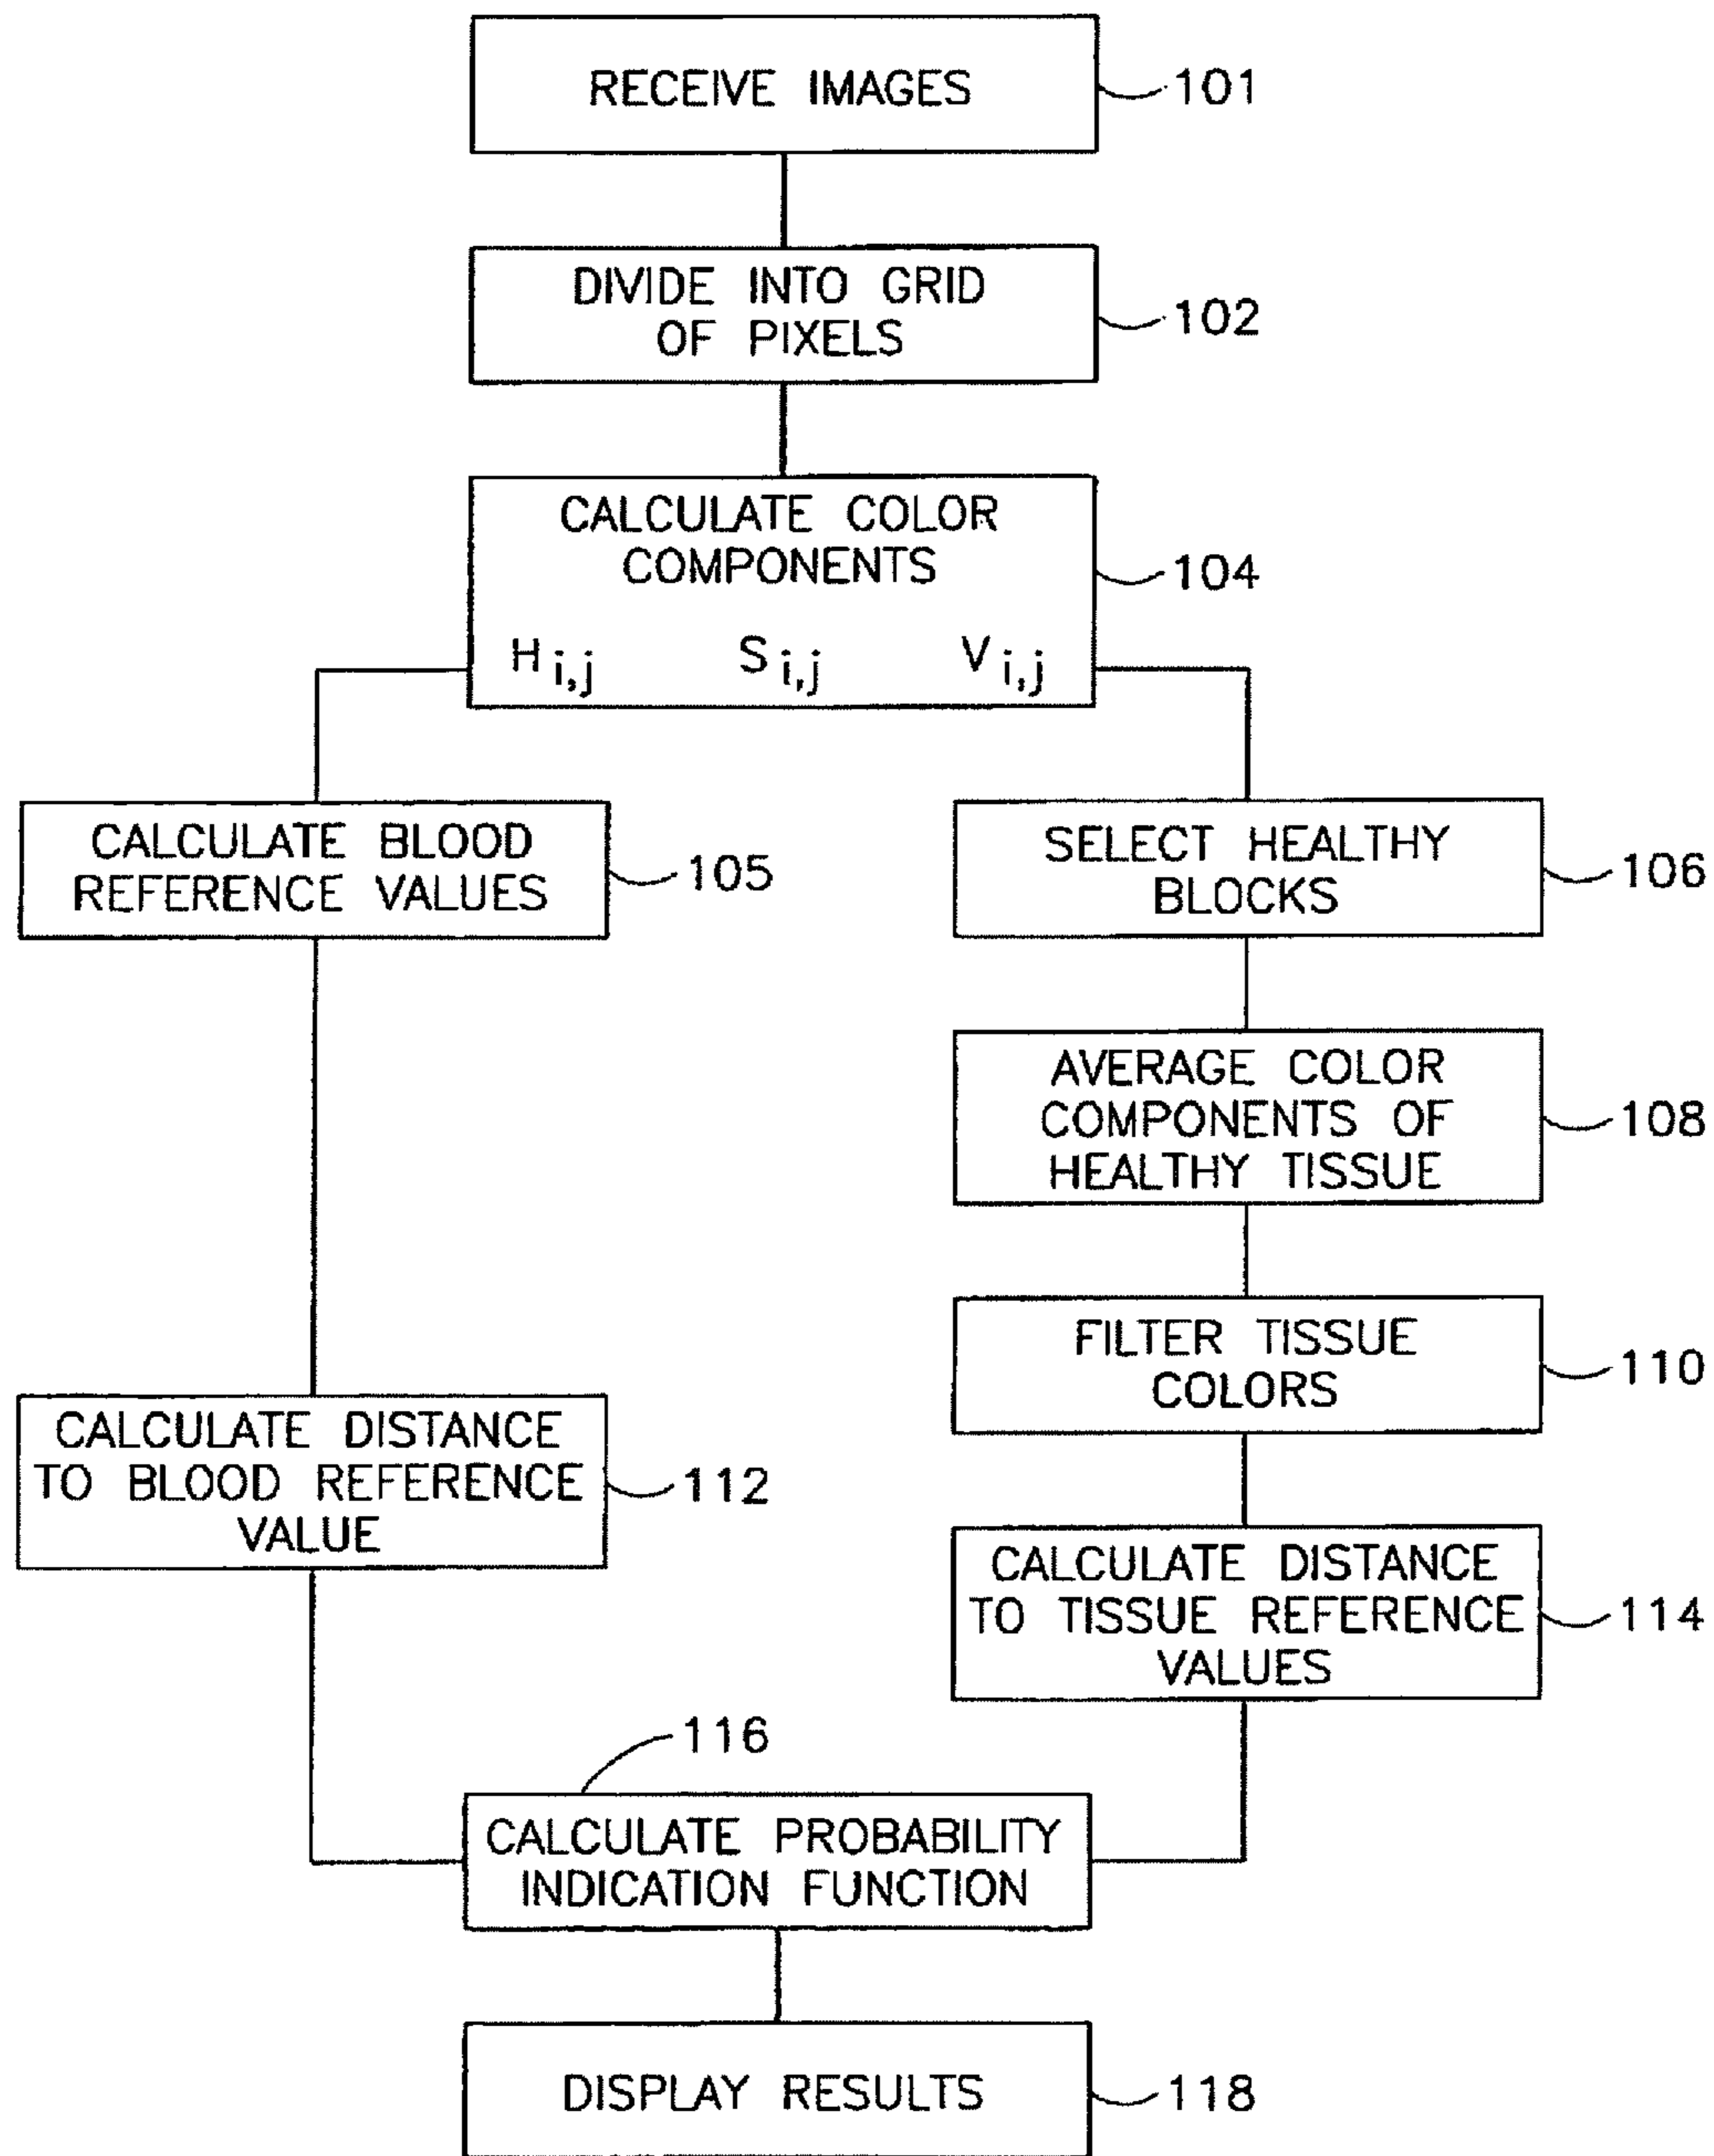 RECEIVE IMAGES
101
DIVIDE INTO GRID
OF PIXELS
102
CALCULATE COLOR
COMPONENTS
104
H i,j S i,j V i,j
CALCULATE BLOOD
REFERENCE VALUES
105
SELECT HEALTHY
BLOCKS
106
AVERAGE COLOR
COMPONENTS OF
HEALTHY TISSUE
108
FILTER TISSUE
COLORS
110
CALCULATE DISTANCE
TO BLOOD REFERENCE
VALUE
112
CALCULATE DISTANCE
TO TISSUE REFERENCE
VALUES
114
116
CALCULATE PROBABILITY
INDICATION FUNCTION
DISPLAY RESULTS
118